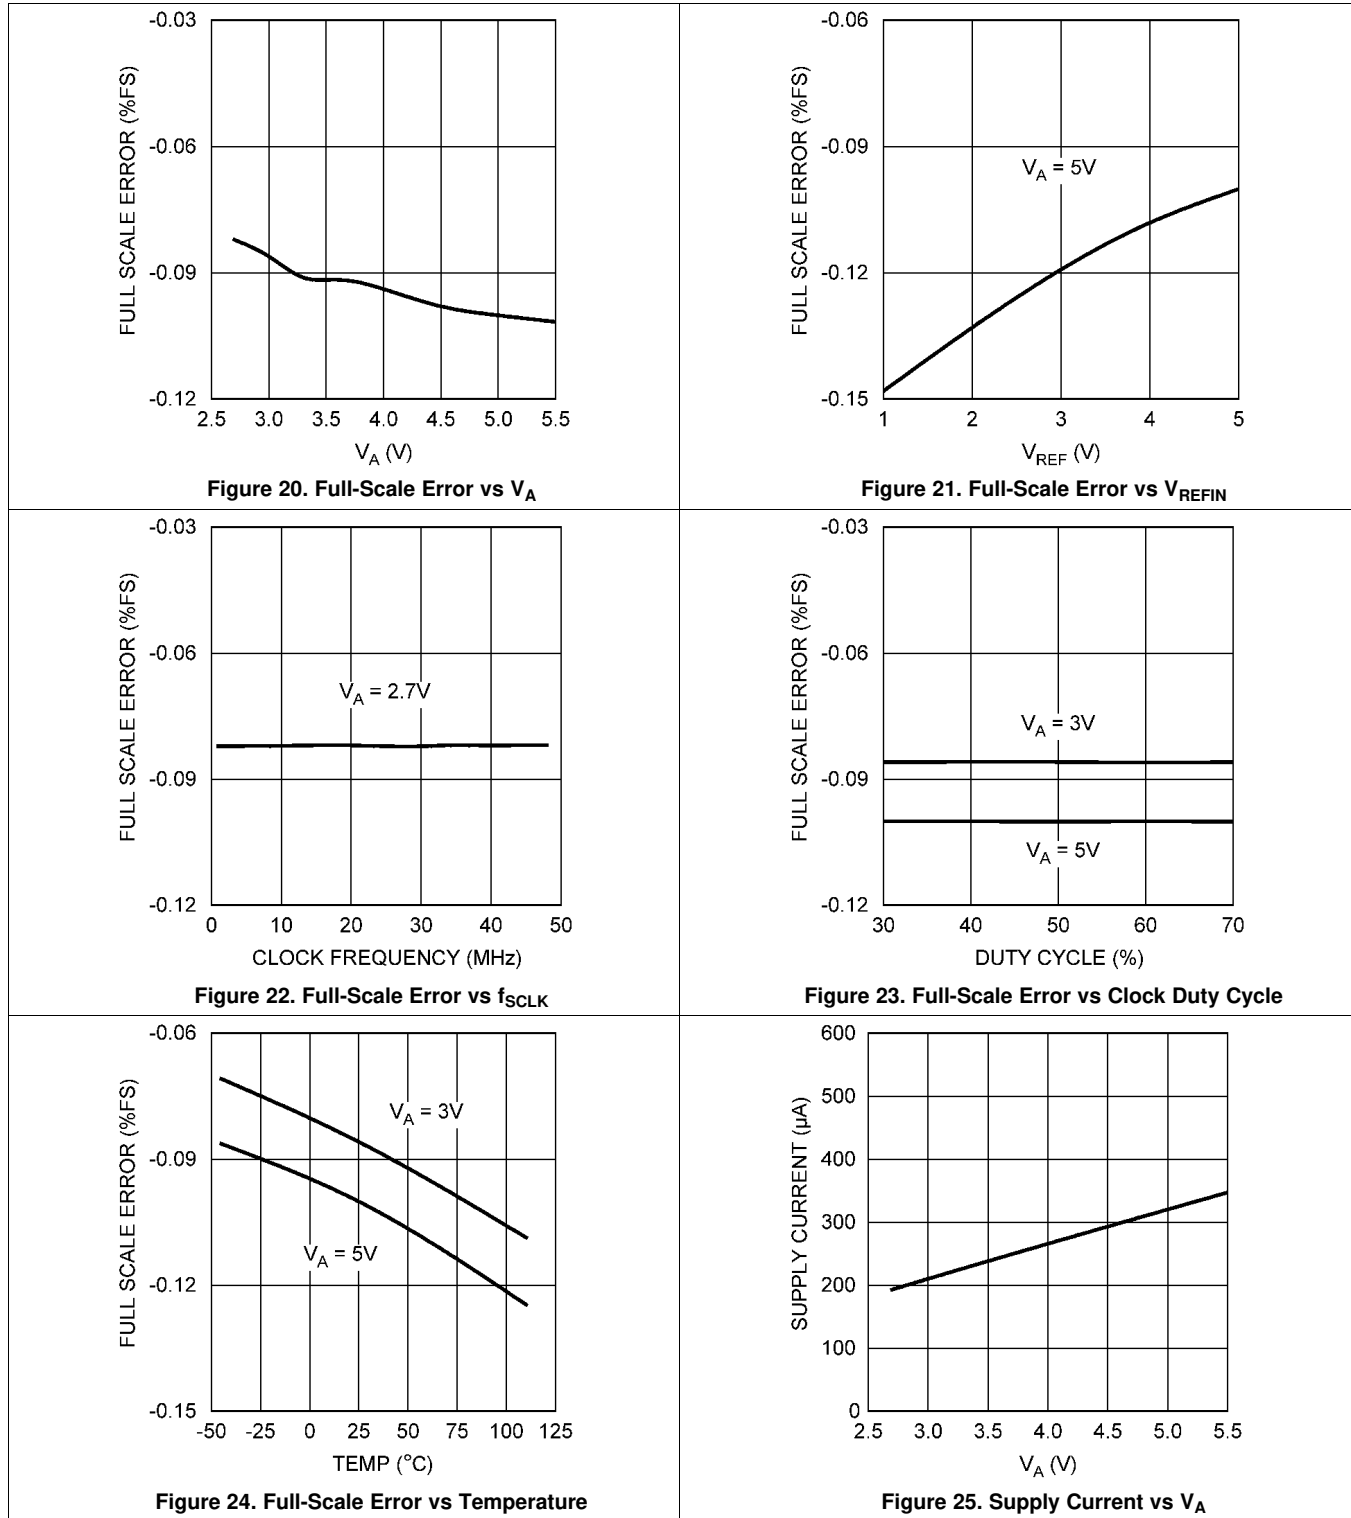 -0.03
-0.06
-0.09
-0.12
FULL SCALE ERROR (%FS)
V_A (V)
2.5 3.0 3.5 4.0 4.5 5.0 5.5
Figure 20. Full-Scale Error vs V_A
-0.06
-0.09
-0.12
-0.15
FULL SCALE ERROR (%FS)
V_A = 5V
1 2 3 4 5
V_REF (V)
Figure 21. Full-Scale Error vs V_REFIN
-0.03
-0.06
-0.09
-0.12
FULL SCALE ERROR (%FS)
V_A = 2.7V
0 10 20 30 40 50
CLOCK FREQUENCY (MHz)
Figure 22. Full-Scale Error vs f_SCLK
-0.03
-0.06
-0.09
-0.12
FULL SCALE ERROR (%FS)
V_A = 3V
V_A = 5V
30 40 50 60 70
DUTY CYCLE (%)
Figure 23. Full-Scale Error vs Clock Duty Cycle
-0.06
-0.09
-0.12
-0.15
FULL SCALE ERROR (%FS)
V_A = 3V
V_A = 5V
-50 -25 0 25 50 75 100 125
TEMP (°C)
Figure 24. Full-Scale Error vs Temperature
600
500
400
300
200
100
0
SUPPLY CURRENT (µA)
2.5 3.0 3.5 4.0 4.5 5.0 5.5
V_A (V)
Figure 25. Supply Current vs V_A